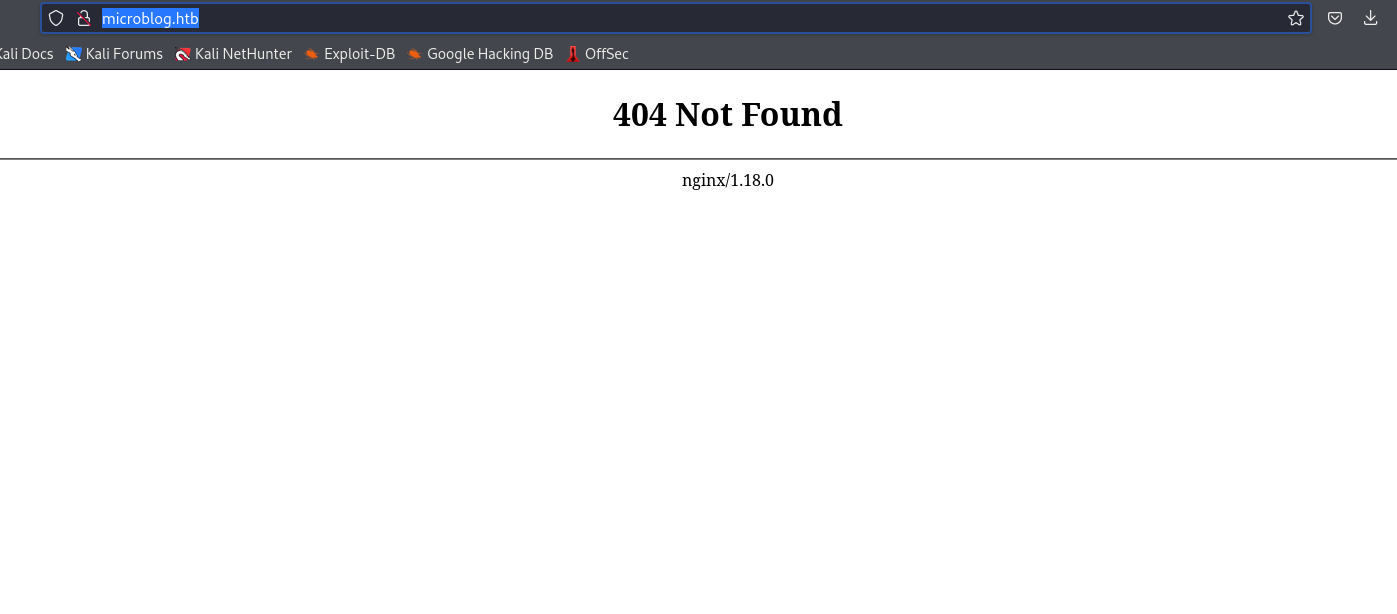 microblog.htb
Kali Docs Kali Forums Kali NetHunter Exploit-DB Google Hacking DB OffSec
404 Not Found
nginx/1.18.0